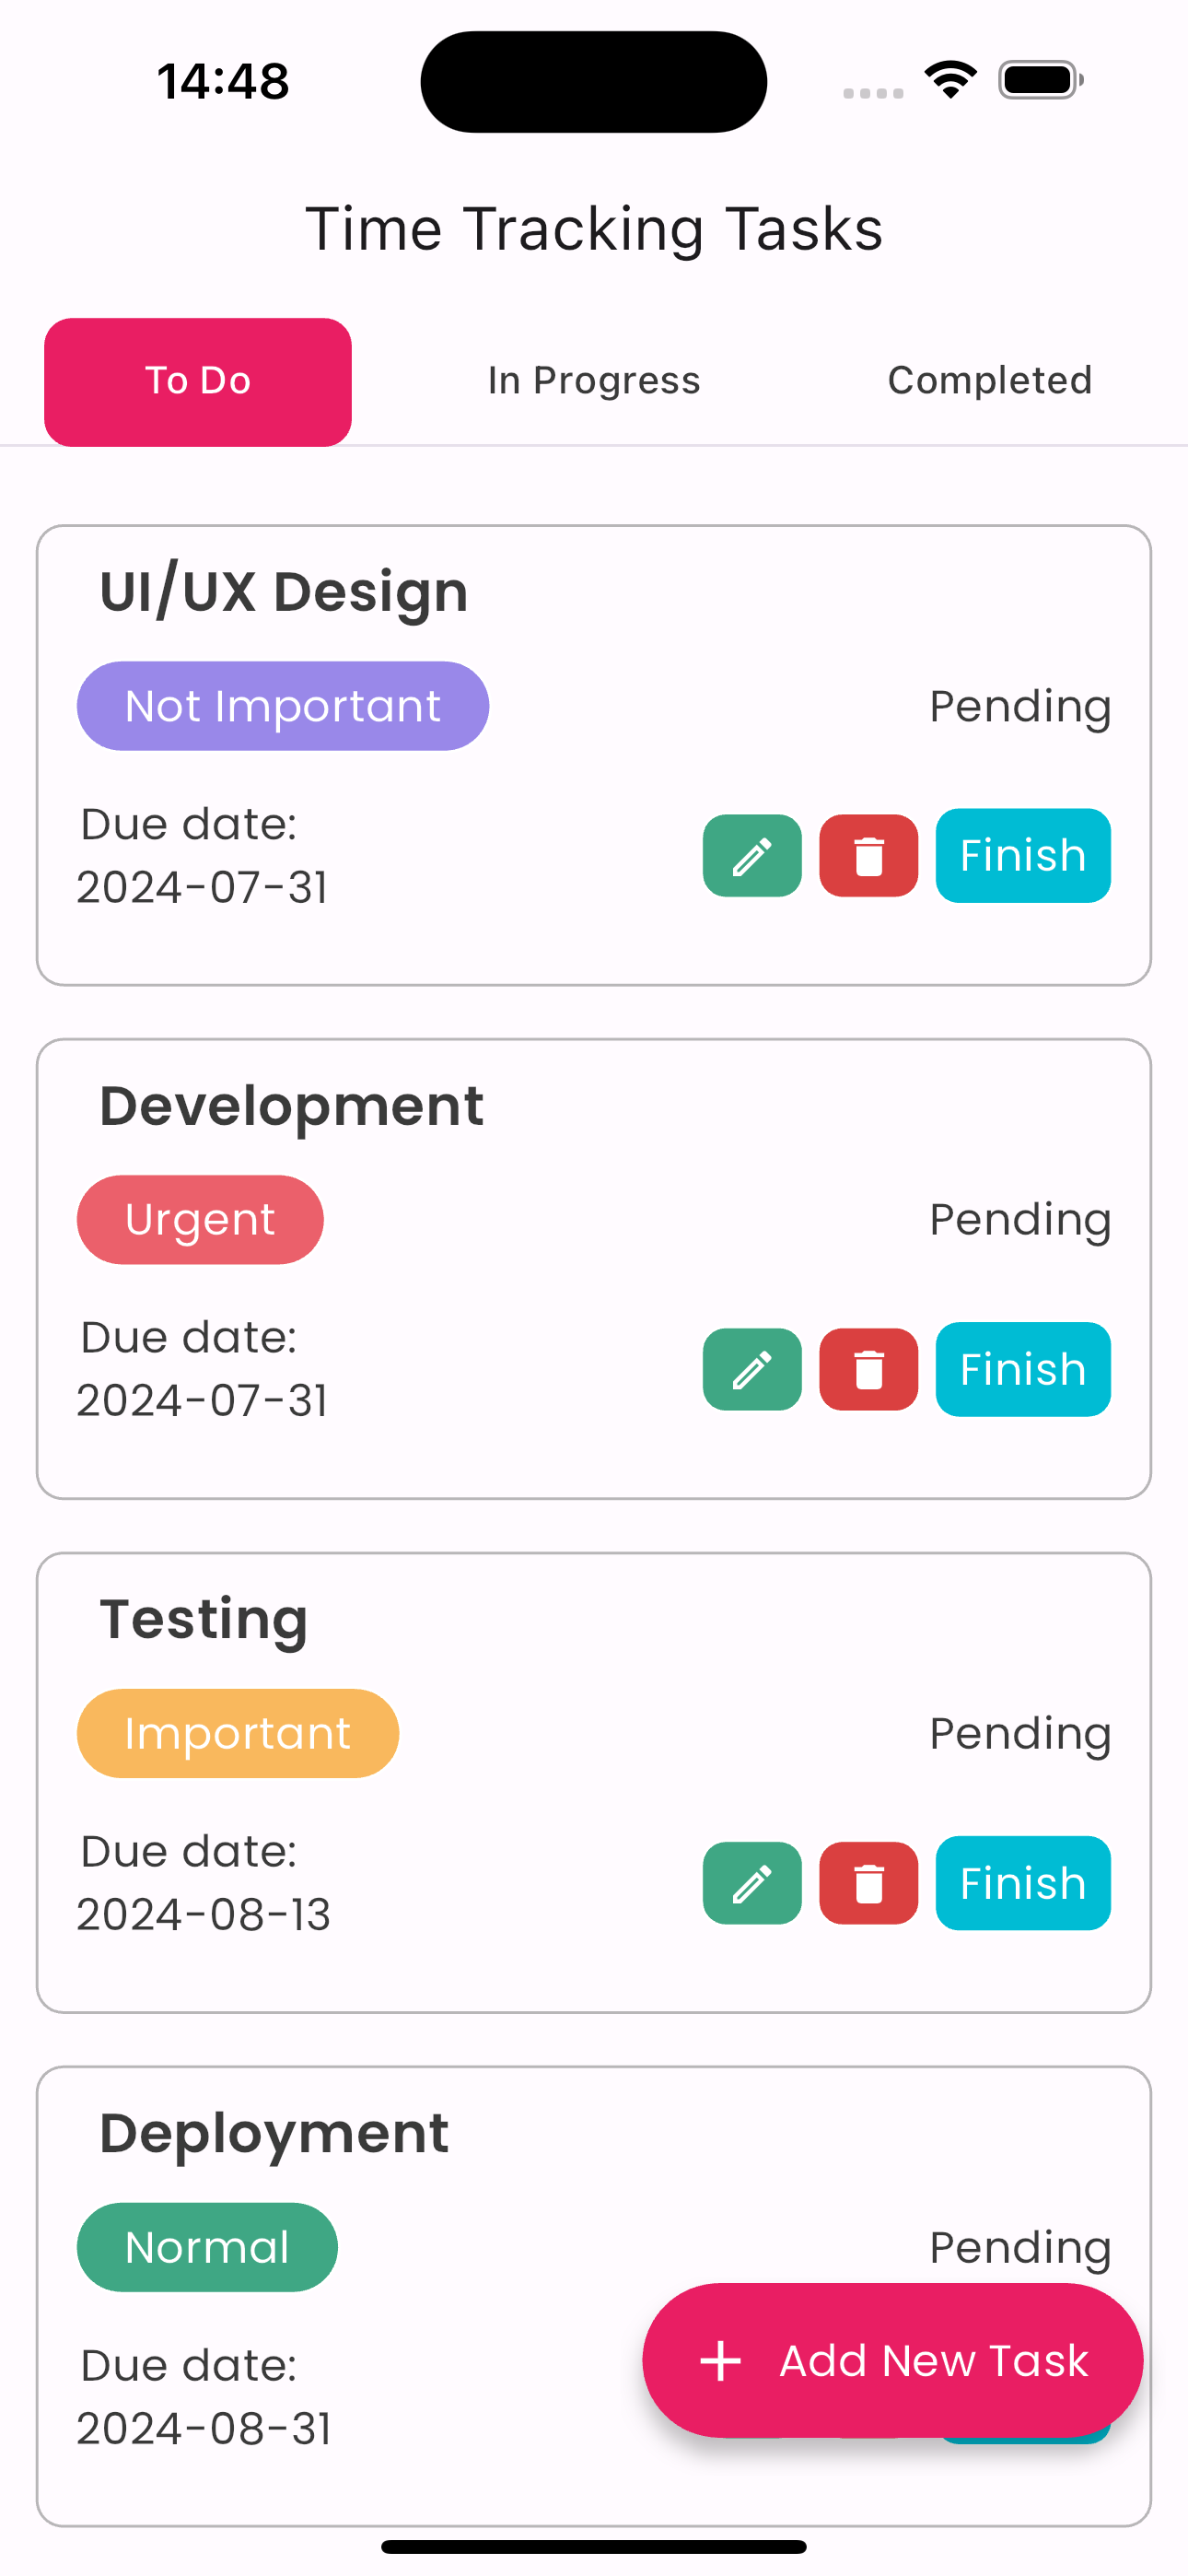 14:48
Time Tracking Tasks
To Do In Progress Completed
UI/UX Design
Not Important Pending
Due date:
2024-07-31
Finish
Development
Urgent Pending
Due date:
2024-07-31
Finish
Testing
Important Pending
Due date:
2024-08-13
Finish
Deployment
Normal Pending
Due date:
2024-08-31
+ Add New Task